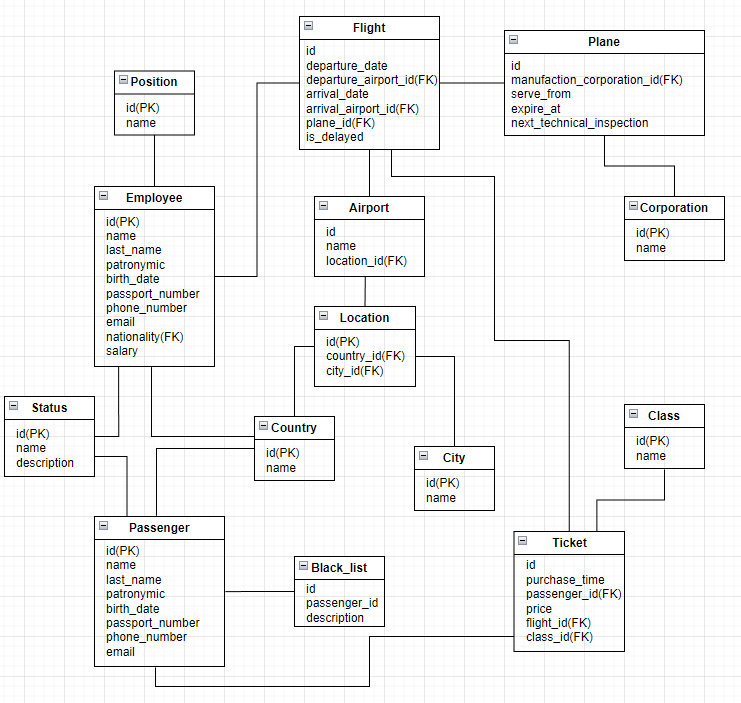 Flight
id
departure_date
departure_airport_id(FK)
arrival_date
arrival_airport_id(FK)
plane_id(FK)
is_delayed
Plane
id
manufaction_corporation_id(FK)
serve_from
expire_at
next_technical_inspection
Position
id(PK)
name
Employee
id(PK)
name
last_name
patronymic
birth_date
passport_number
phone_number
email
nationality(FK)
salary
Airport
id
name
location_id(FK)
Corporation
id(PK)
name
Location
id(PK)
country_id(FK)
city_id(FK)
Status
id(PK)
name
description
Country
id(PK)
name
City
id(PK)
name
Class
id(PK)
name
Passenger
id(PK)
name
last_name
patronymic
birth_date
passport_number
phone_number
email
Black_list
id
passenger_id
description
Ticket
id
purchase_time
passenger_id(FK)
price
flight_id(FK)
class_id(FK)